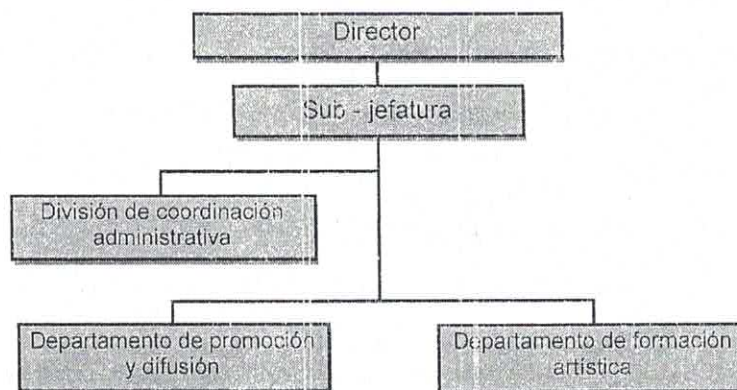 Director
Sub - jefatura
División de coordinación
administrativa
Departamento de promoción
y difusión
Departamento de formación
artística